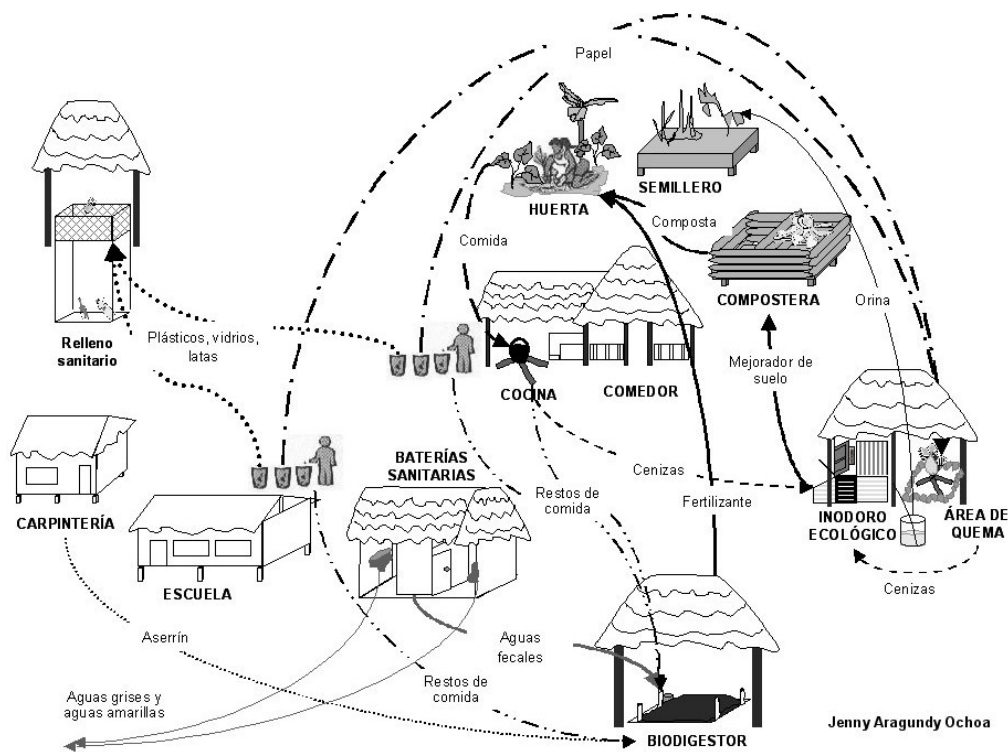 Papel
SEMILLERO
HUERTA
Composta
Comida
COMPOSTERA
Orina
Relleno
sanitario
Plásticos, vidrios,
latas
Mejorador de
suelo
COCINA
COMEDOR
BATERÍAS
SANITARIAS
Cenizas
CARPINTERÍA
Restos de
comida
Fertilizante
INODORO
ECOLÓGICO
ÁREA DE
QUEMA
ESCUELA
Cenizas
Aserrín
Aguas
fecales
Restos de
comida
Aguas grises y
aguas amarillas
BIODIGESTOR
Jenny Aragundy Ochoa